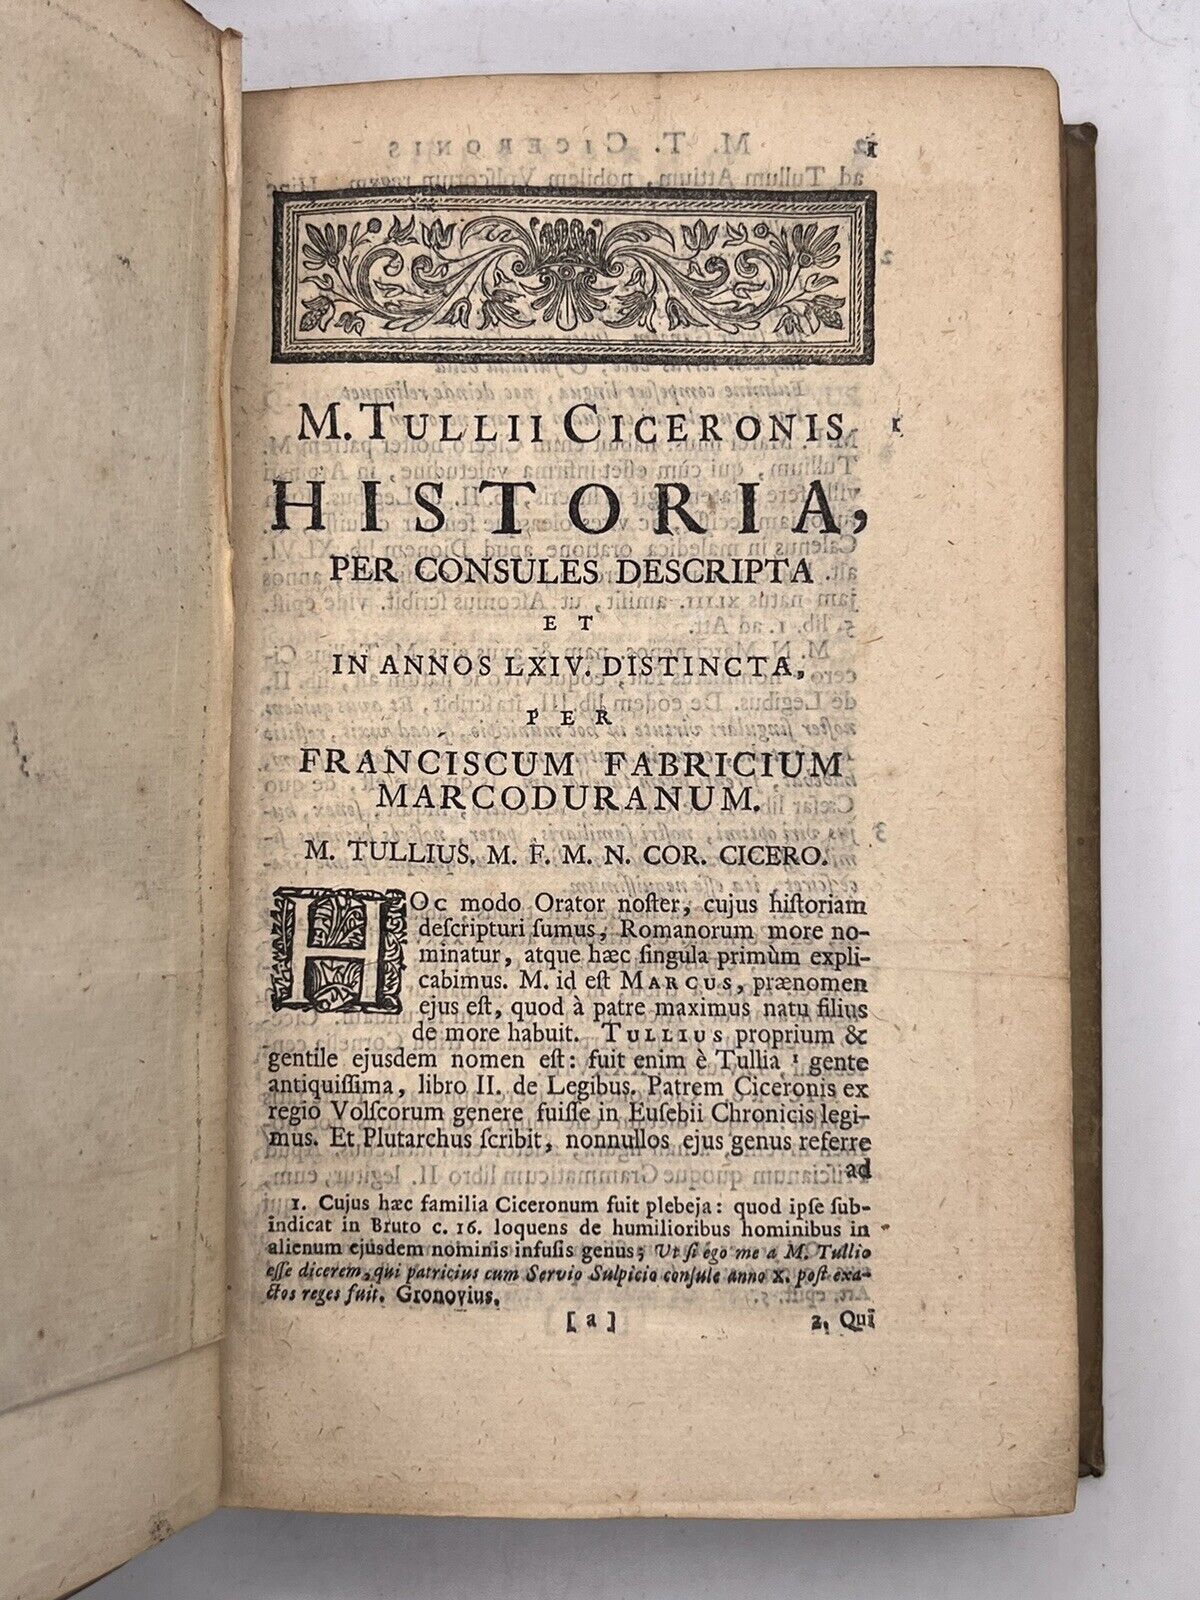 1
M. TULLII CICERONIS
1
HISTORIA,
PER CONSULES DESCRIPTA
ET
IN ANNOS LXIV. DISTINCTA,
PER
FRANCISCUM FABRICIUM
MARCODURANUM.
M. TULLIUS. M. F. M. N. COR. CICERO.
HOC modo Orator noſter, cujus hiſtoriam
deſcripturi ſumus, Romanorum more no-
minatur, atque hæc ſingula primùm expli-
cabimus. M. id eſt MARCUS, prænomen
ejus eſt, quod à patre maximus natu filius
de more habuit. TULLIUS proprium &
gentile ejusdem nomen eſt: fuit enim è Tullia ¹ gente
antiquiſſima, libro II. de Legibus. Patrem Ciceronis ex
regio Volſcorum genere fuiſſe in Euſebii Chronicis legi-
mus. Et Plutarchus ſcribit, nonnullos ejus genus referre
ad
1. Cujus hæc familia Ciceronum fuit plebeja: quod ipſe ſub-
indicat in Bruto c. 16. loquens de humilioribus hominibus in
alienum ejuſdem nominis infuſis genus; Ut ſi ego me a M. Tullio
eſſe dicerem, qui patricius cum Servio Sulpicio conſule anno X. poſt exa-
ctos reges fuit. Gronovius.
[a] 2. Qui